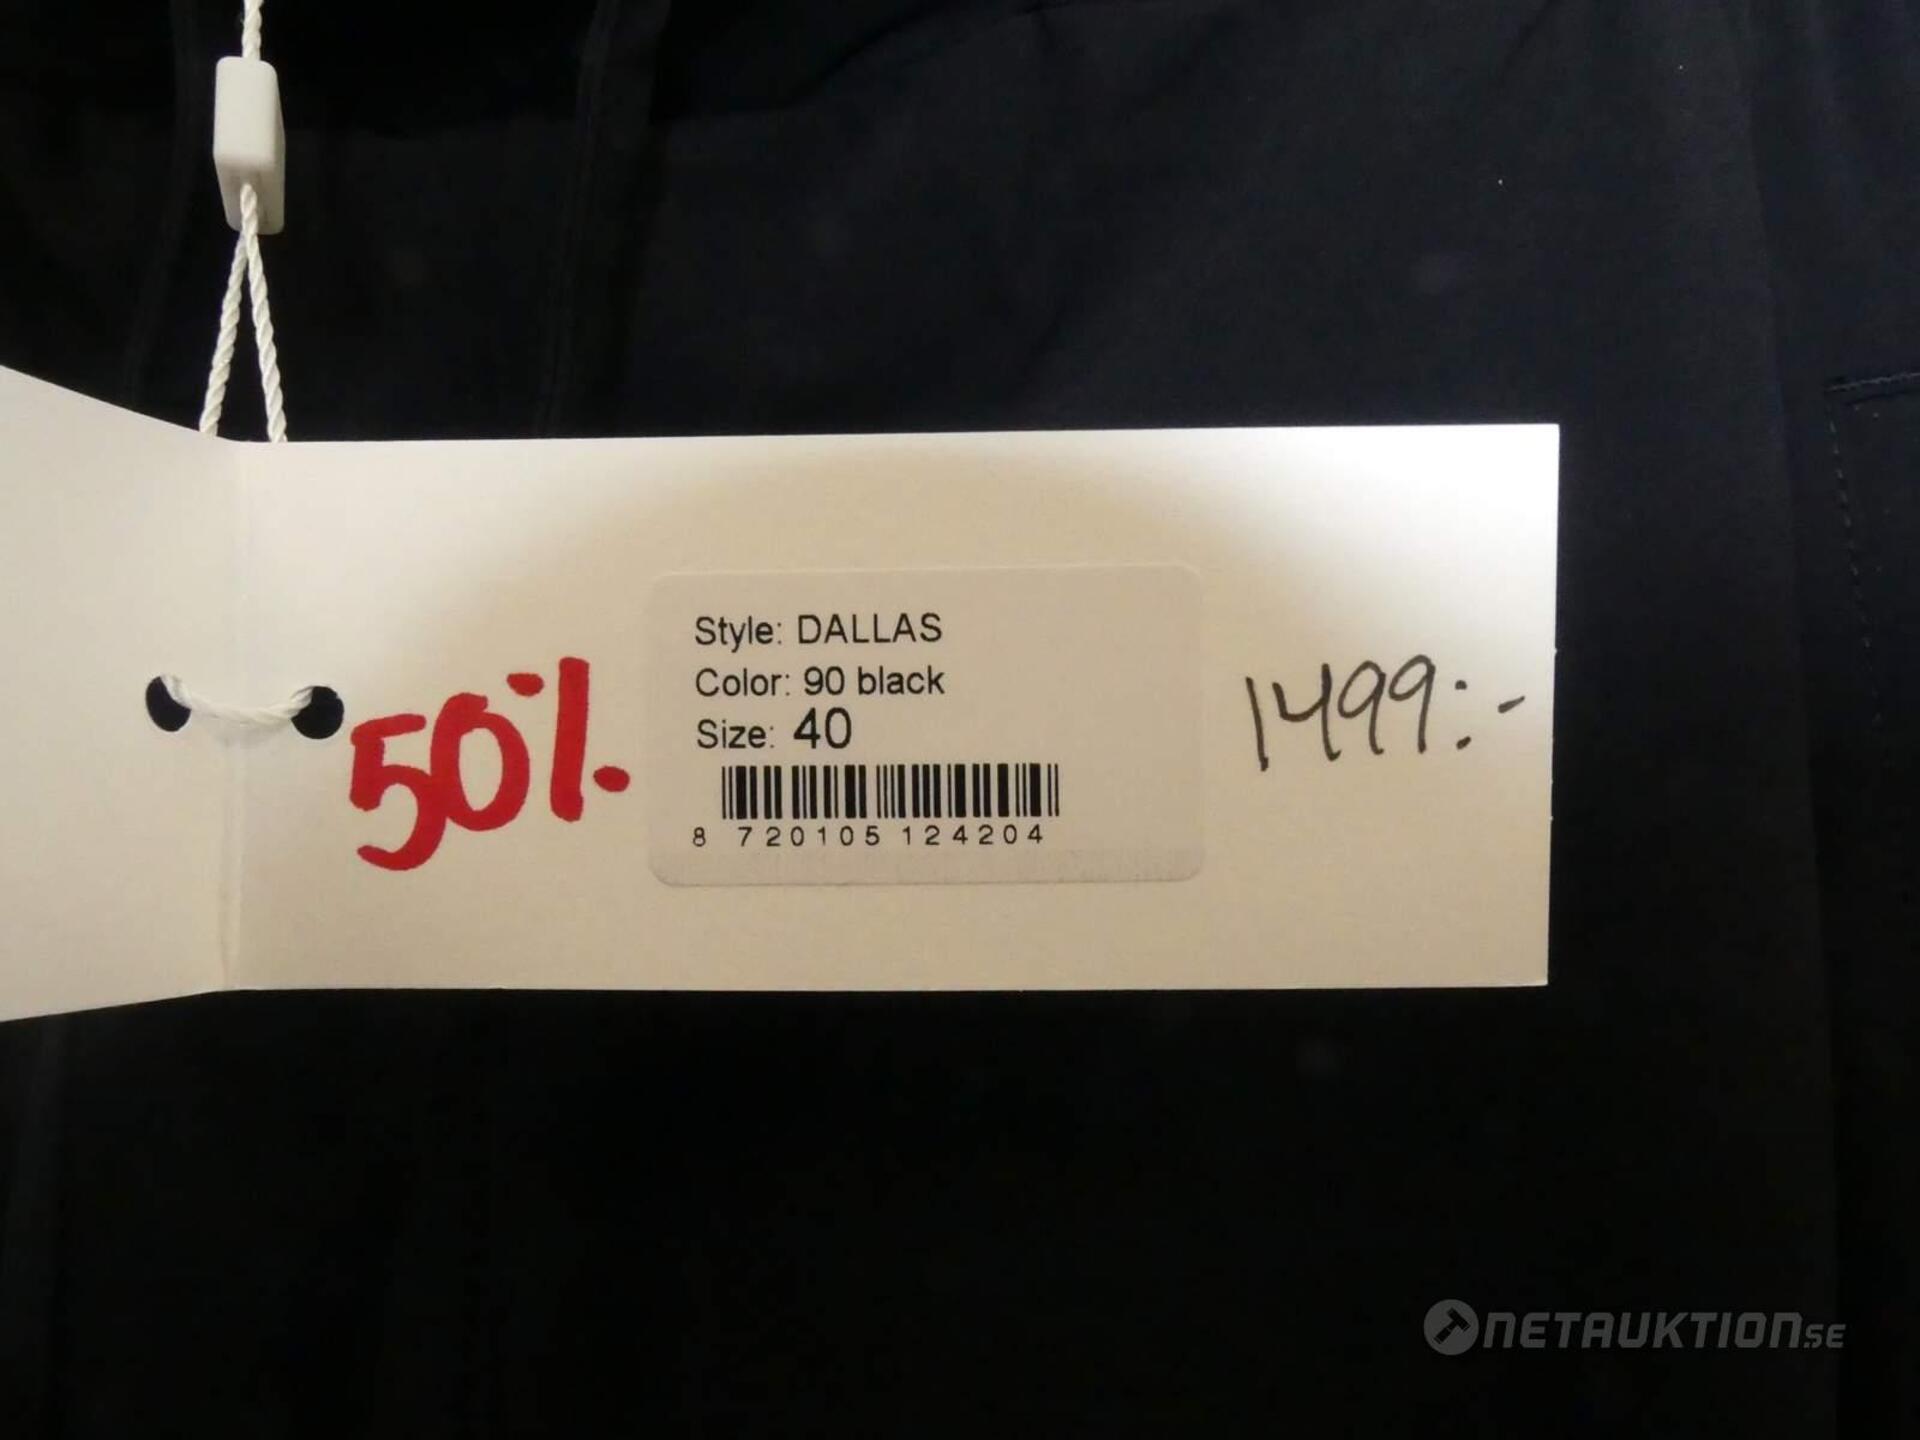 Style: DALLAS
Color: 90 black
Size: 40
8 720105 124204
50%
1499:-
NETAUKTION.SE